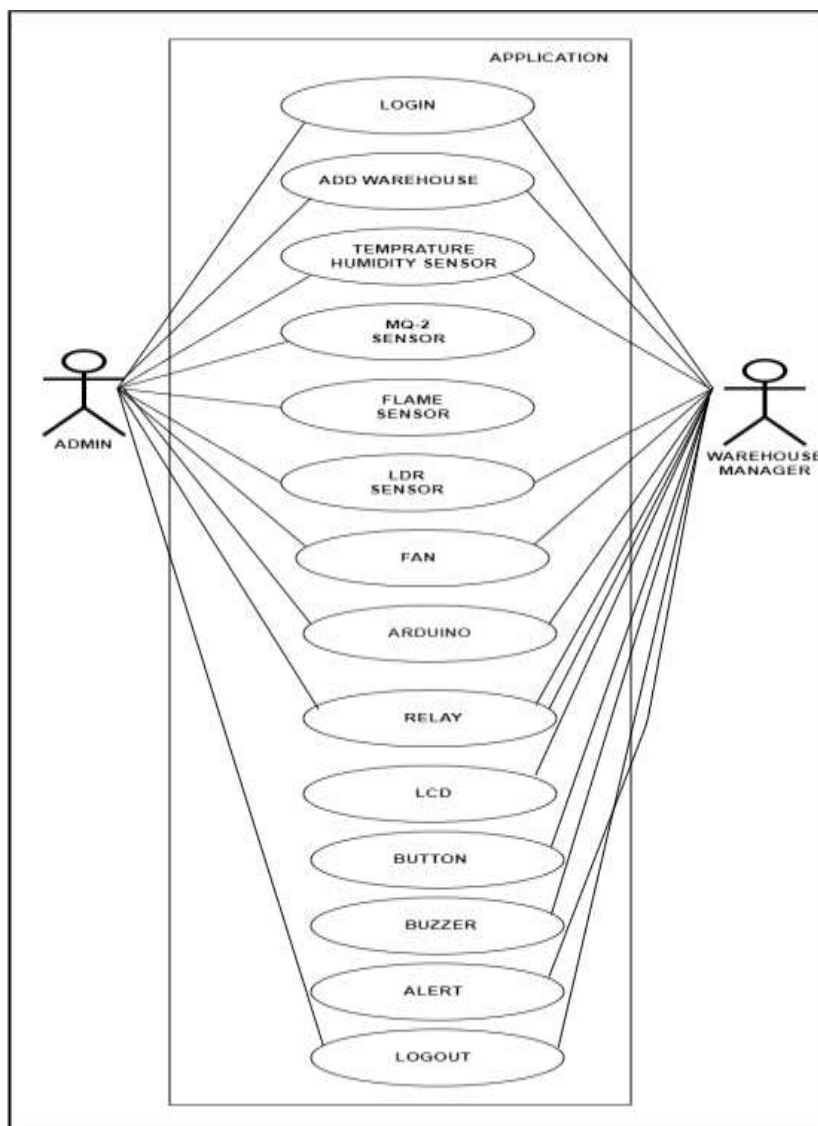 APPLICATION
LOGIN
ADD WAREHOUSE
TEMPRATURE
HUMIDITY SENSOR
MQ-2
SENSOR
FLAME
SENSOR
ADMIN
WAREHOUSE
MANAGER
LDR
SENSOR
FAN
ARDUINO
RELAY
LCD
BUTTON
BUZZER
ALERT
LOGOUT